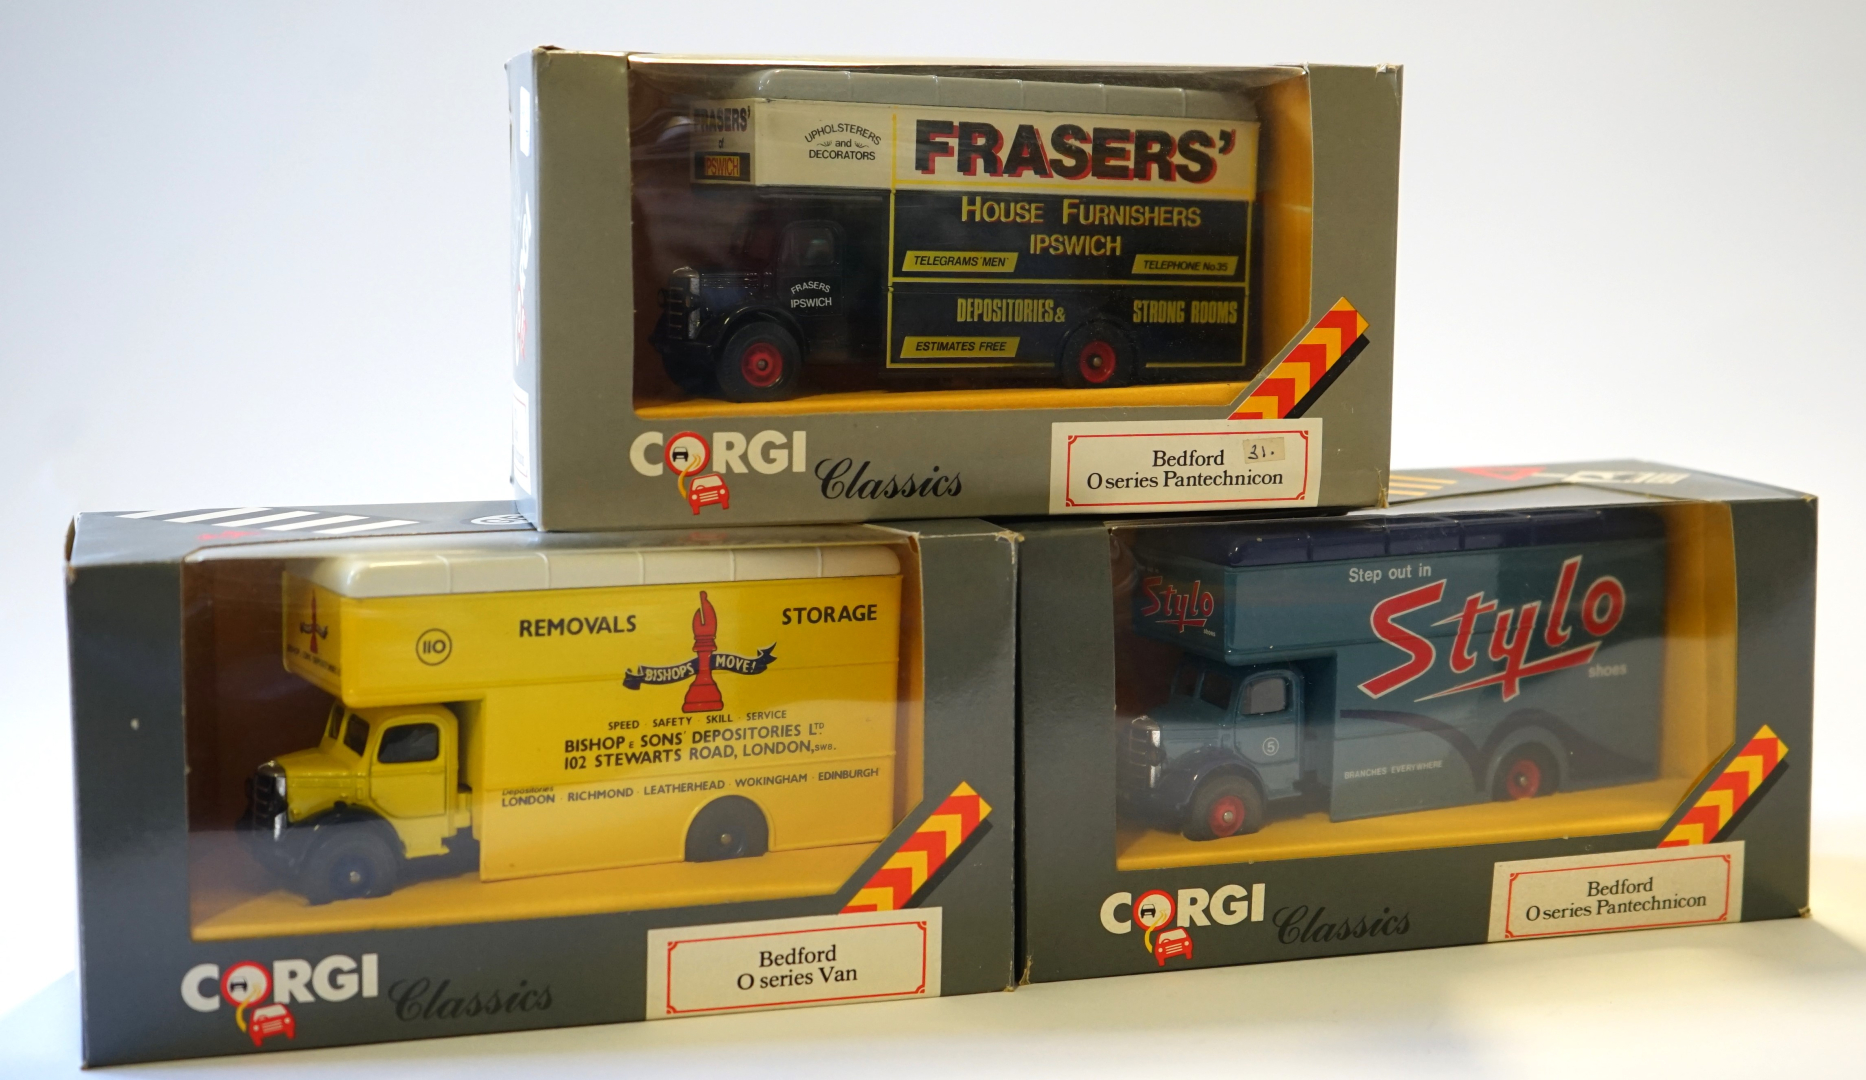 FRASERS'
of
IPSWICH
UPHOLSTERERS
and
DECORATORS
FRASERS'
HOUSE FURNISHERS
IPSWICH
TELEGRAMS 'MEN'
TELEPHONE No.35
FRASERS
IPSWICH
DEPOSITORIES &
STRONG ROOMS
ESTIMATES FREE
CORGI Classics
Bedford
O series Pantechnicon
31.
110
REMOVALS
STORAGE
BISHOPS MOVE!
SPEED · SAFETY · SKILL · SERVICE
BISHOP & SONS' DEPOSITORIES LTD
102 STEWARTS ROAD, LONDON, SW8.
Depositories
LONDON · RICHMOND · LEATHERHEAD · WOKINGHAM · EDINBURGH
CORGI Classics
Bedford
O series Van
Stylo
shoes
Step out in
Stylo
shoes
5
BRANCHES EVERYWHERE
CORGI Classics
Bedford
O series Pantechnicon